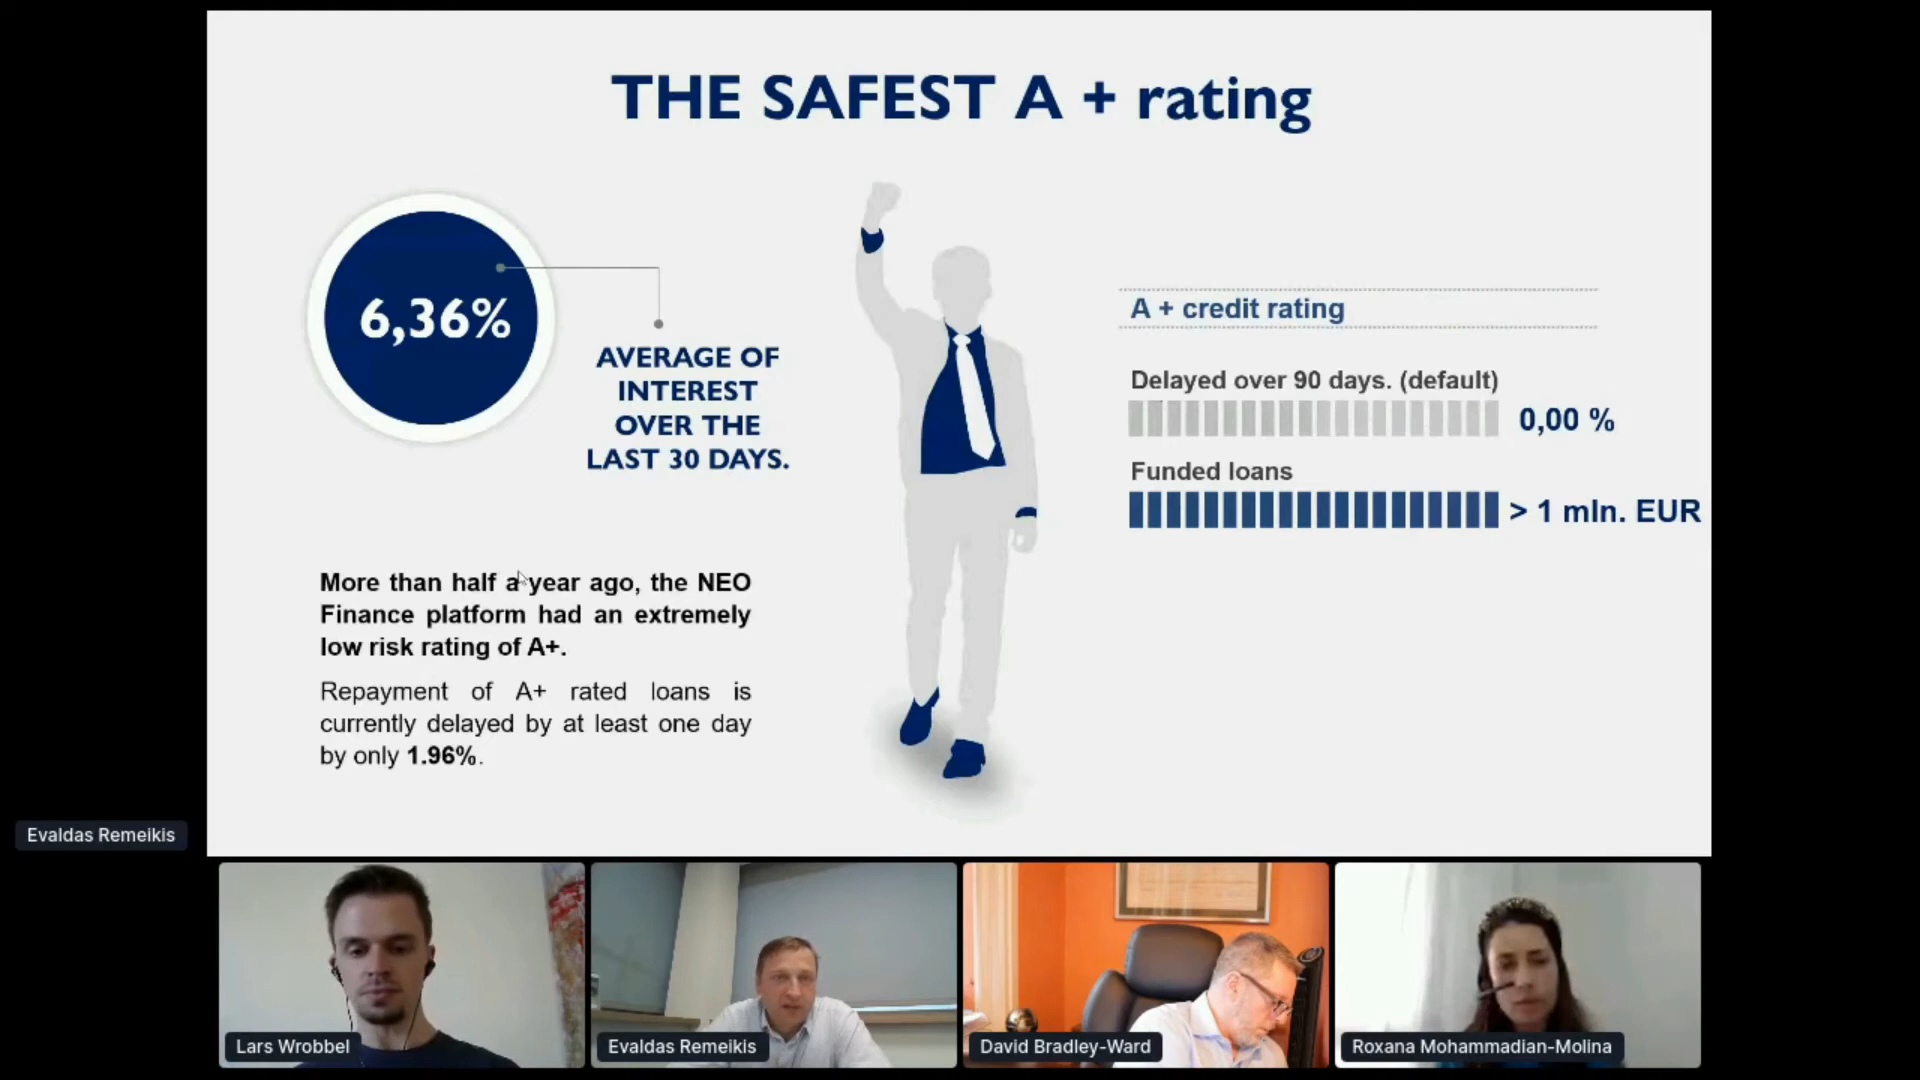 THE SAFEST A + rating
6,36%
AVERAGE OF
INTEREST
OVER THE
LAST 30 DAYS.
A + credit rating
Delayed over 90 days. (default)
0,00 %
Funded loans
> 1 mln. EUR
More than half a year ago, the NEO
Finance platform had an extremely
low risk rating of A+.
Repayment of A+ rated loans is
currently delayed by at least one day
by only 1.96%.
Evaldas Remeikis
Lars Wrobbel
Evaldas Remeikis
David Bradley-Ward
Roxana Mohammadian-Molina